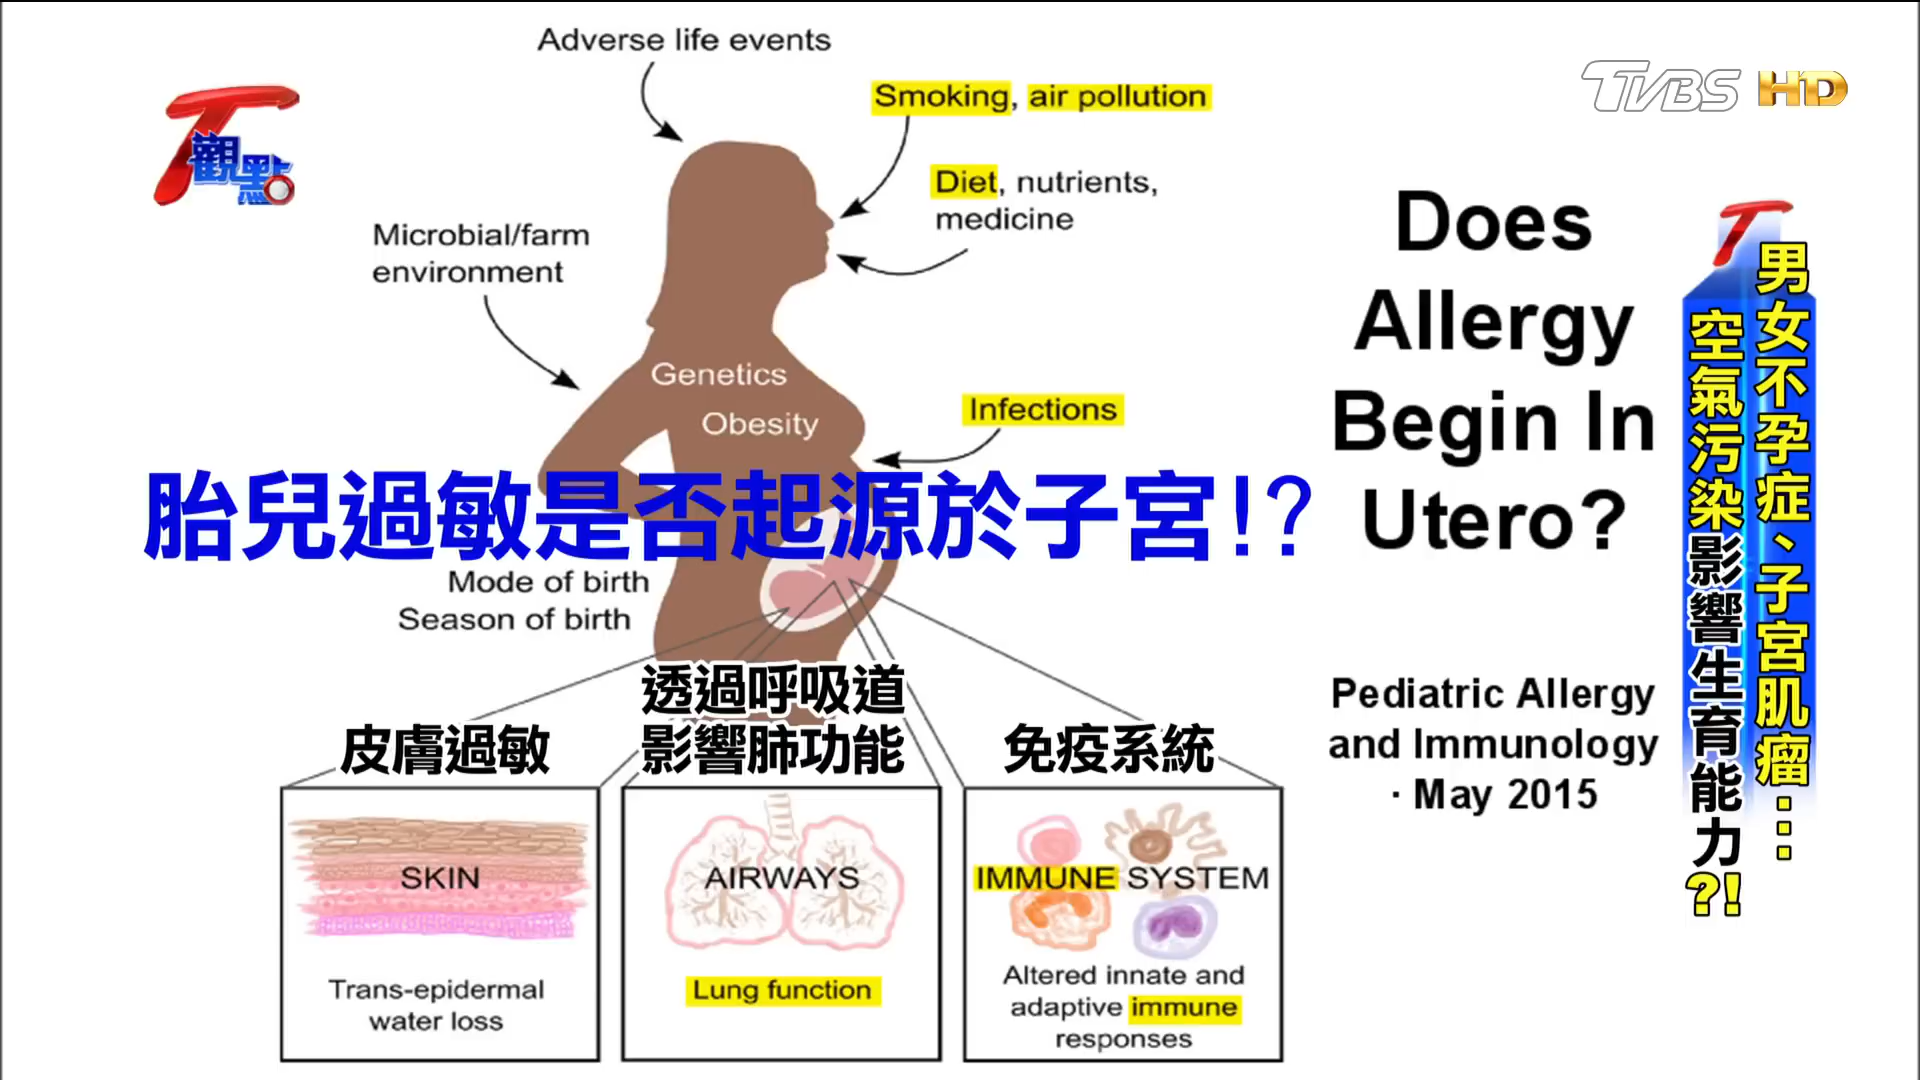 Adverse life events
Smoking, air pollution
TVBS HD
T觀點
Diet, nutrients,
medicine
Microbial/farm
environment
Genetics
Obesity
Infections
Does
Allergy
Begin In
Utero?
胎兒過敏是否起源於子宮!?
Mode of birth
Season of birth
Pediatric Allergy
and Immunology
· May 2015
透過呼吸道
影響肺功能
皮膚過敏
免疫系統
SKIN
Trans-epidermal
water loss
AIRWAYS
Lung function
IMMUNE SYSTEM
Altered innate and
adaptive immune
responses
T
男女不孕症、子宮肌瘤……
空氣污染影響生育能力?!